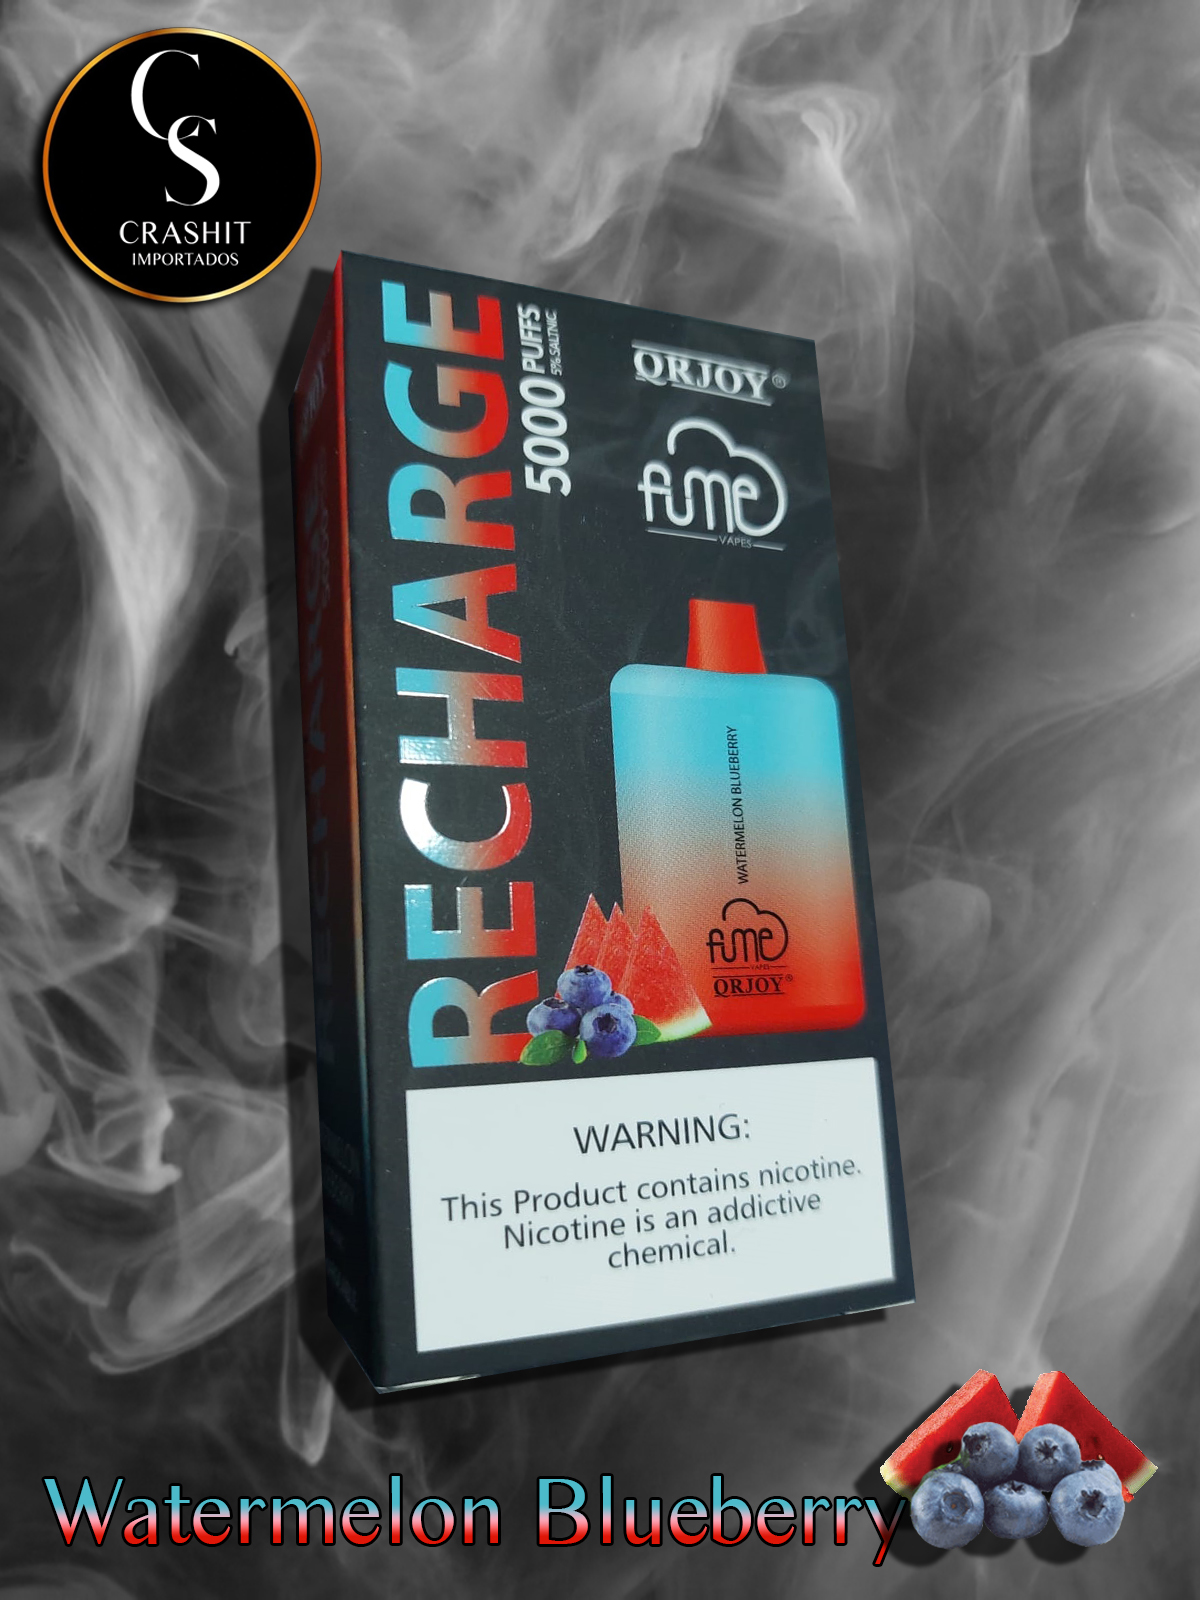 CS
CRASHIT
IMPORTADOS
RECHARGE
5000 PUFFS
5% SALTNIC
QRJOY®
fume
VAPES
WATERMELON BLUEBERRY
fume
VAPES
QRJOY®
WARNING:
This Product contains nicotine.
Nicotine is an addictive
chemical.
Watermelon Blueberry